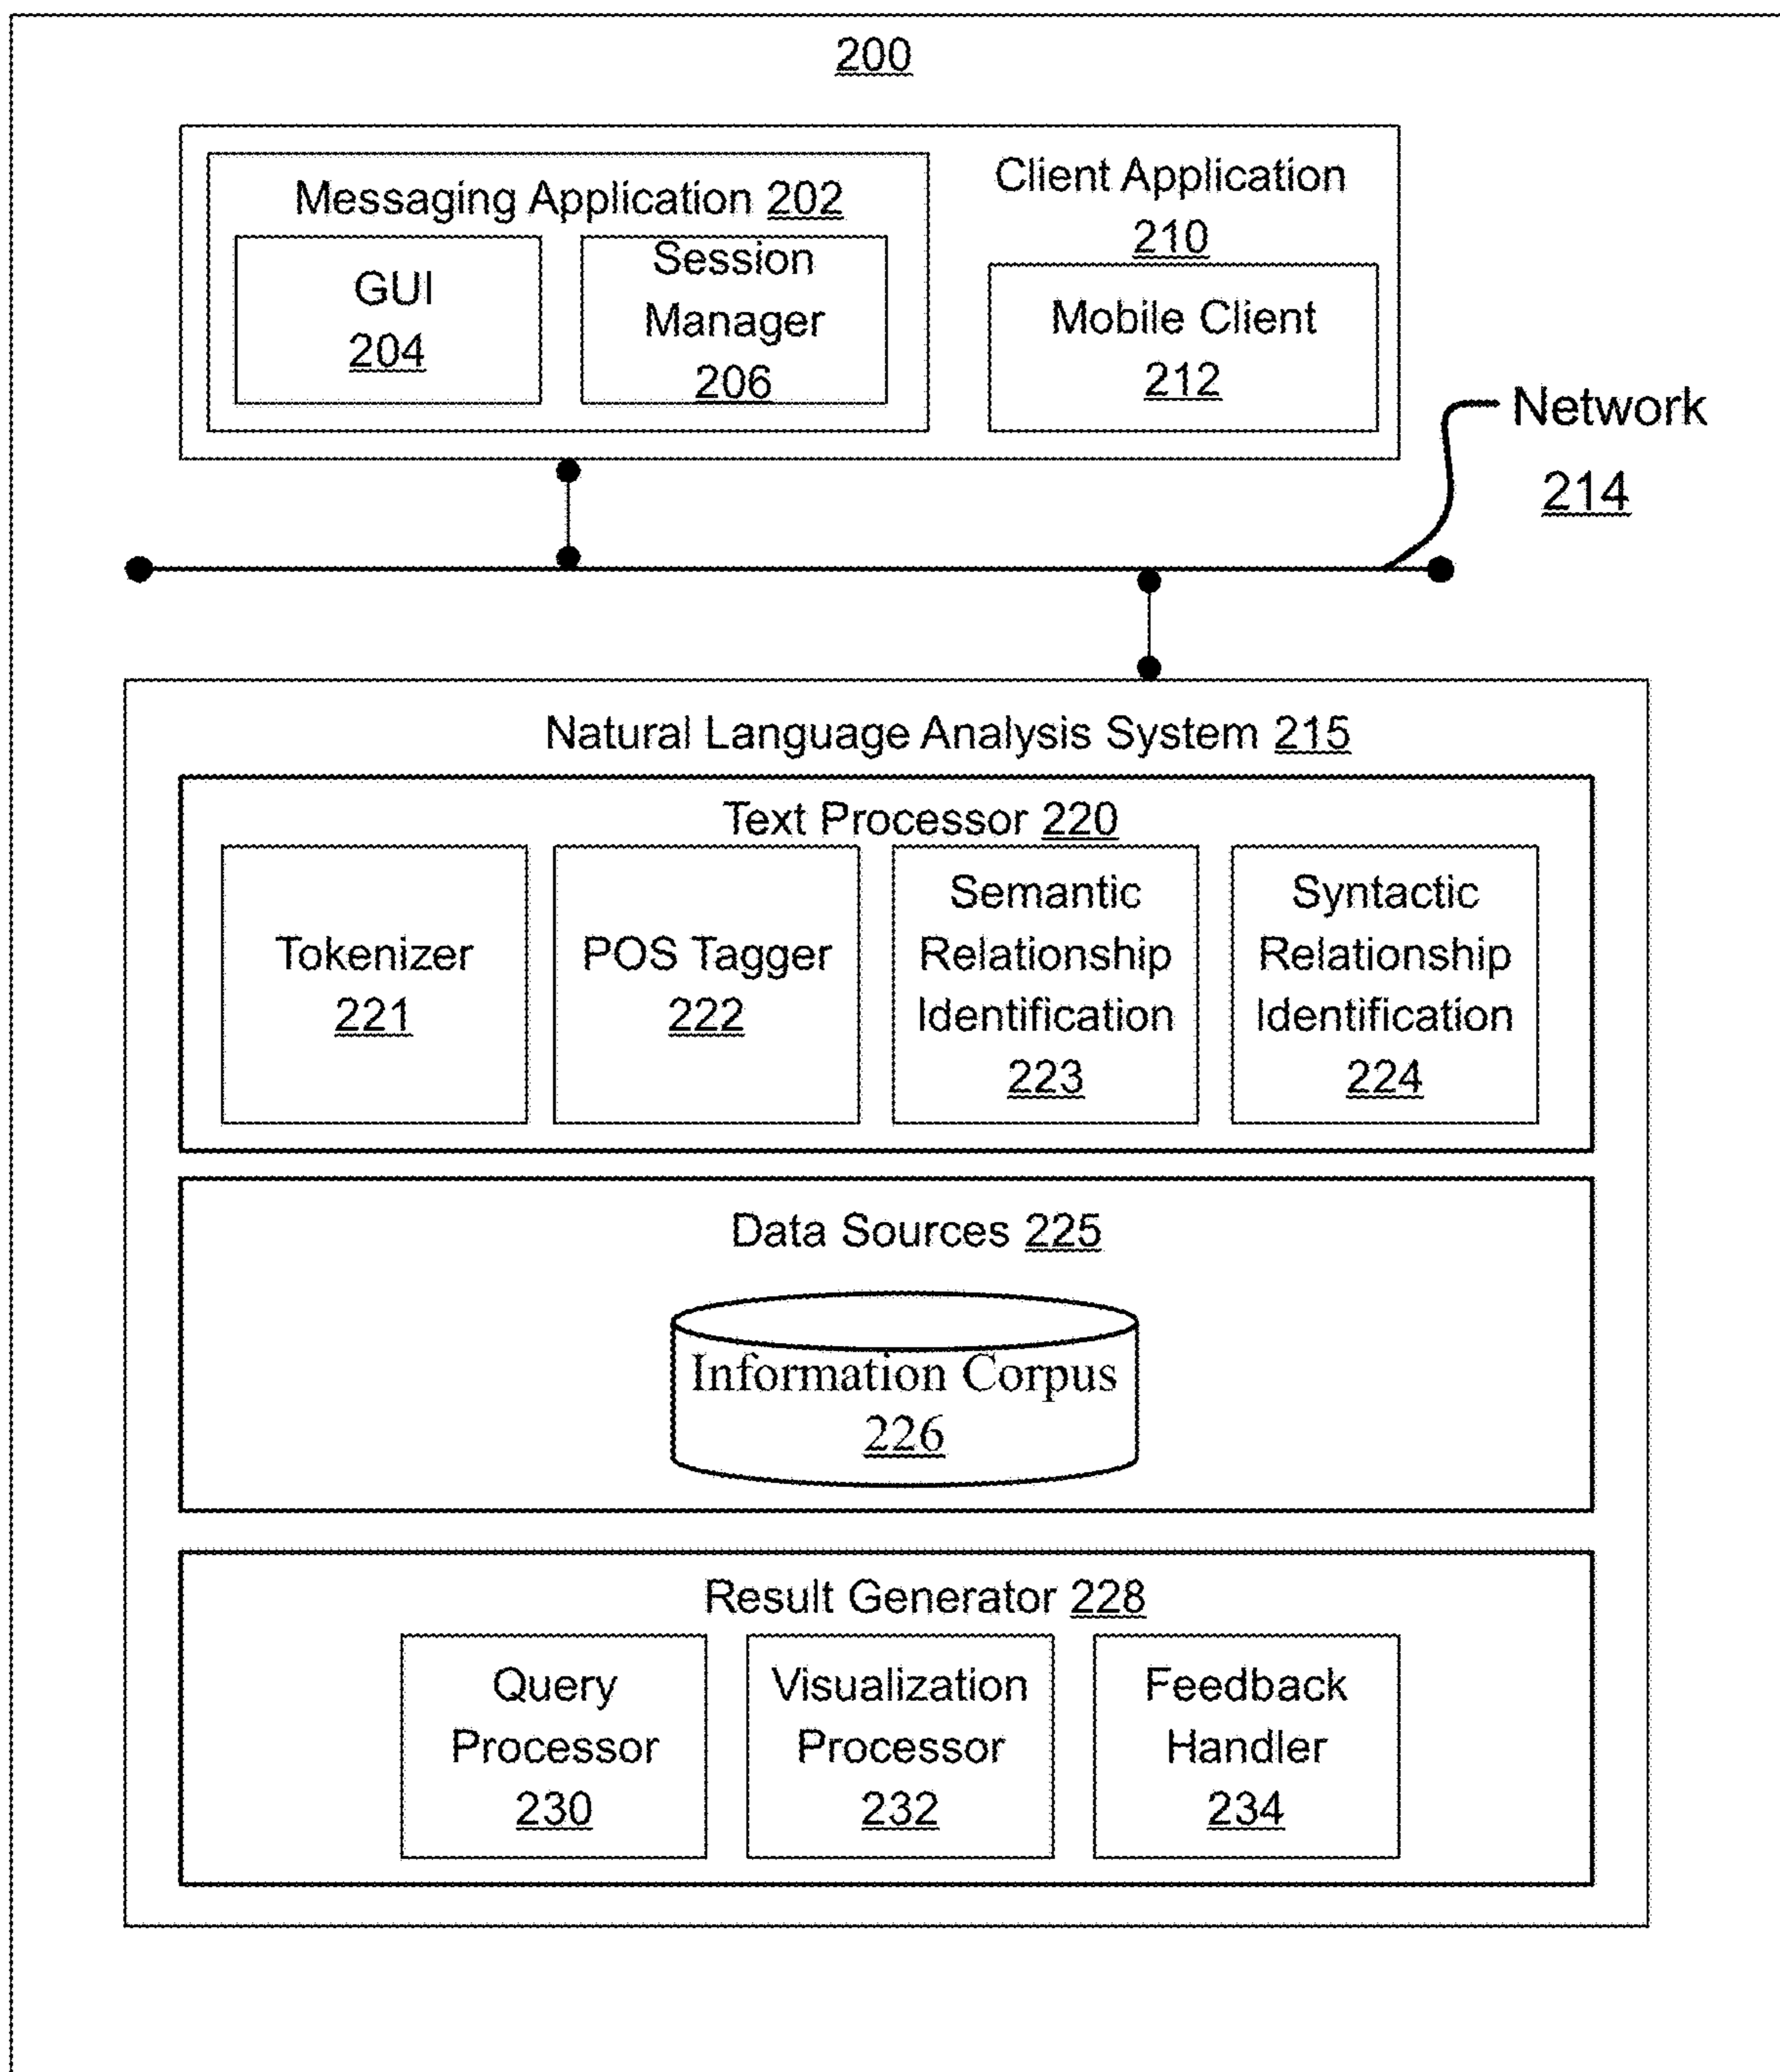 200
Messaging Application 202
GUI
204
Session
Manager
206
Client Application
210
Mobile Client
212
Network
214
Natural Language Analysis System 215
Text Processor 220
Tokenizer
221
POS Tagger
222
Semantic
Relationship
Identification
223
Syntactic
Relationship
Identification
224
Data Sources 225
Information Corpus
226
Result Generator 228
Query
Processor
230
Visualization
Processor
232
Feedback
Handler
234